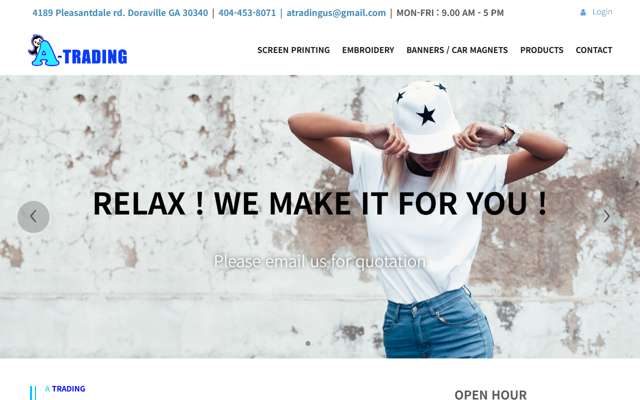 4189 Pleasantdale rd. Doraville GA 30340 | 404-453-8071 | atradingus@gmail.com | MON-FRI : 9.00 AM - 5 PM
Login
A-TRADING
SCREEN PRINTING EMBROIDERY BANNERS / CAR MAGNETS PRODUCTS CONTACT
RELAX ! WE MAKE IT FOR YOU !
Please email us for quotation
A TRADING
OPEN HOUR